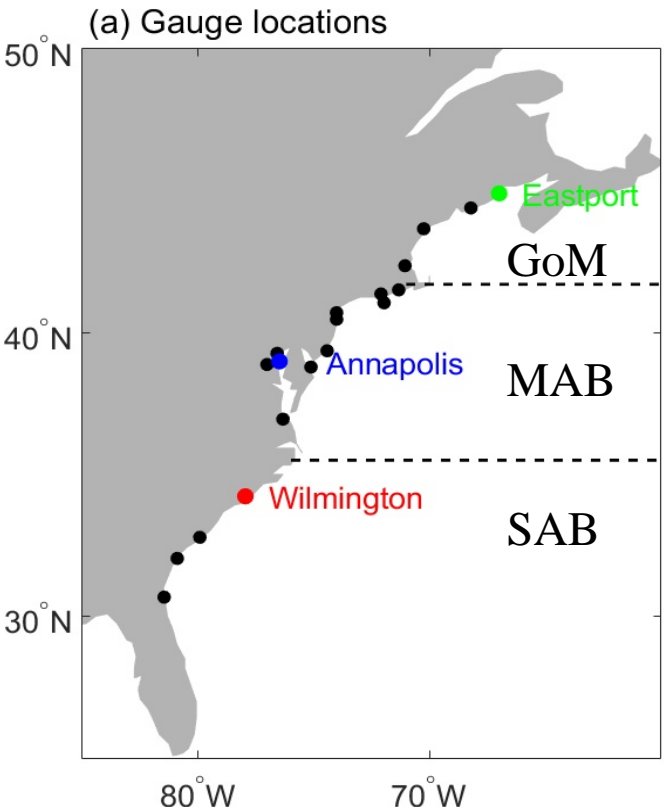 (a) Gauge locations
50°N
Eastport
GoM
40°N
Annapolis
MAB
Wilmington
SAB
30°N
80°W
70°W